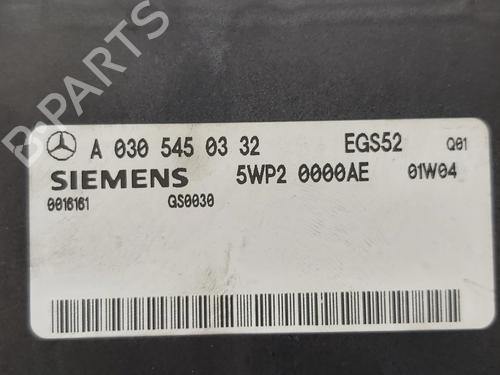 B-PARTS
A 030 545 03 32 EGS52 Q01
SIEMENS 5WP2 0000AE 01W04
0016161 GS0030